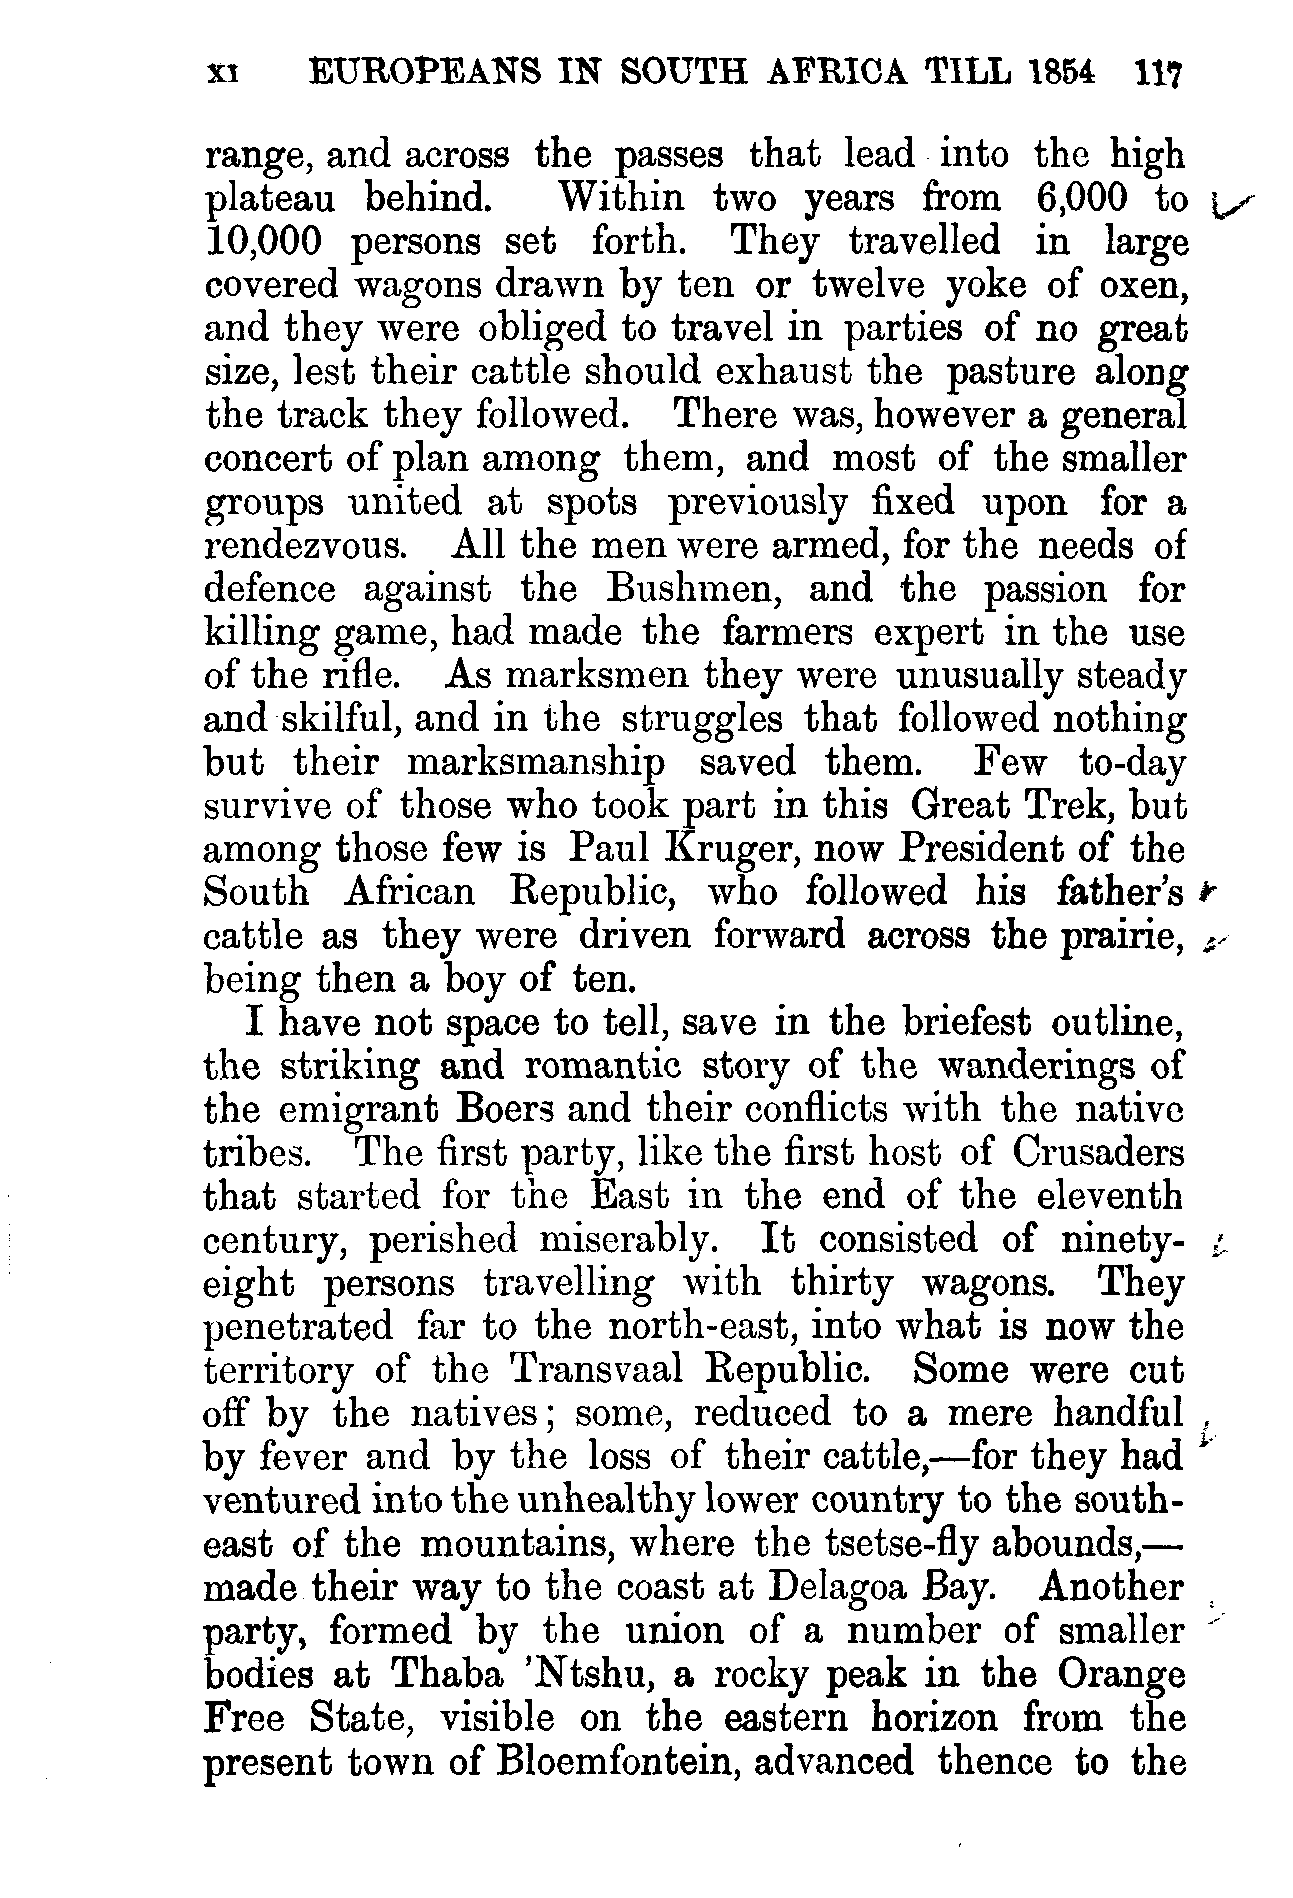 XI EUROPEANS IN SOUTH AFRICA TILL 1854 117
range, and across the passes that lead into the high
plateau behind. Within two years from 6,000 to
10,000 persons set forth. They travelled in large
covered wagons drawn by ten or twelve yoke of oxen,
and they were obliged to travel in parties of no great
size, lest their cattle should exhaust the pasture along
the track they followed. There was, however a general
concert of plan among them, and most of the smaller
groups united at spots previously fixed upon for a
rendezvous. All the men were armed, for the needs of
defence against the Bushmen, and the passion for
killing game, had made the farmers expert in the use
of the rifle. As marksmen they were unusually steady
and skilful, and in the struggles that followed nothing
but their marksmanship saved them. Few to-day
survive of those who took part in this Great Trek, but
among those few is Paul Kruger, now President of the
South African Republic, who followed his father's
cattle as they were driven forward across the prairie,
being then a boy of ten.
I have not space to tell, save in the briefest outline,
the striking and romantic story of the wanderings of
the emigrant Boers and their conflicts with the native
tribes. The first party, like the first host of Crusaders
that started for the East in the end of the eleventh
century, perished miserably. It consisted of ninety-
eight persons travelling with thirty wagons. They
penetrated far to the north-east, into what is now the
territory of the Transvaal Republic. Some were cut
off by the natives; some, reduced to a mere handful
by fever and by the loss of their cattle,—for they had
ventured into the unhealthy lower country to the south-
east of the mountains, where the tsetse-fly abounds,—
made their way to the coast at Delagoa Bay. Another
party, formed by the union of a number of smaller
bodies at Thaba 'Ntshu, a rocky peak in the Orange
Free State, visible on the eastern horizon from the
present town of Bloemfontein, advanced thence to the